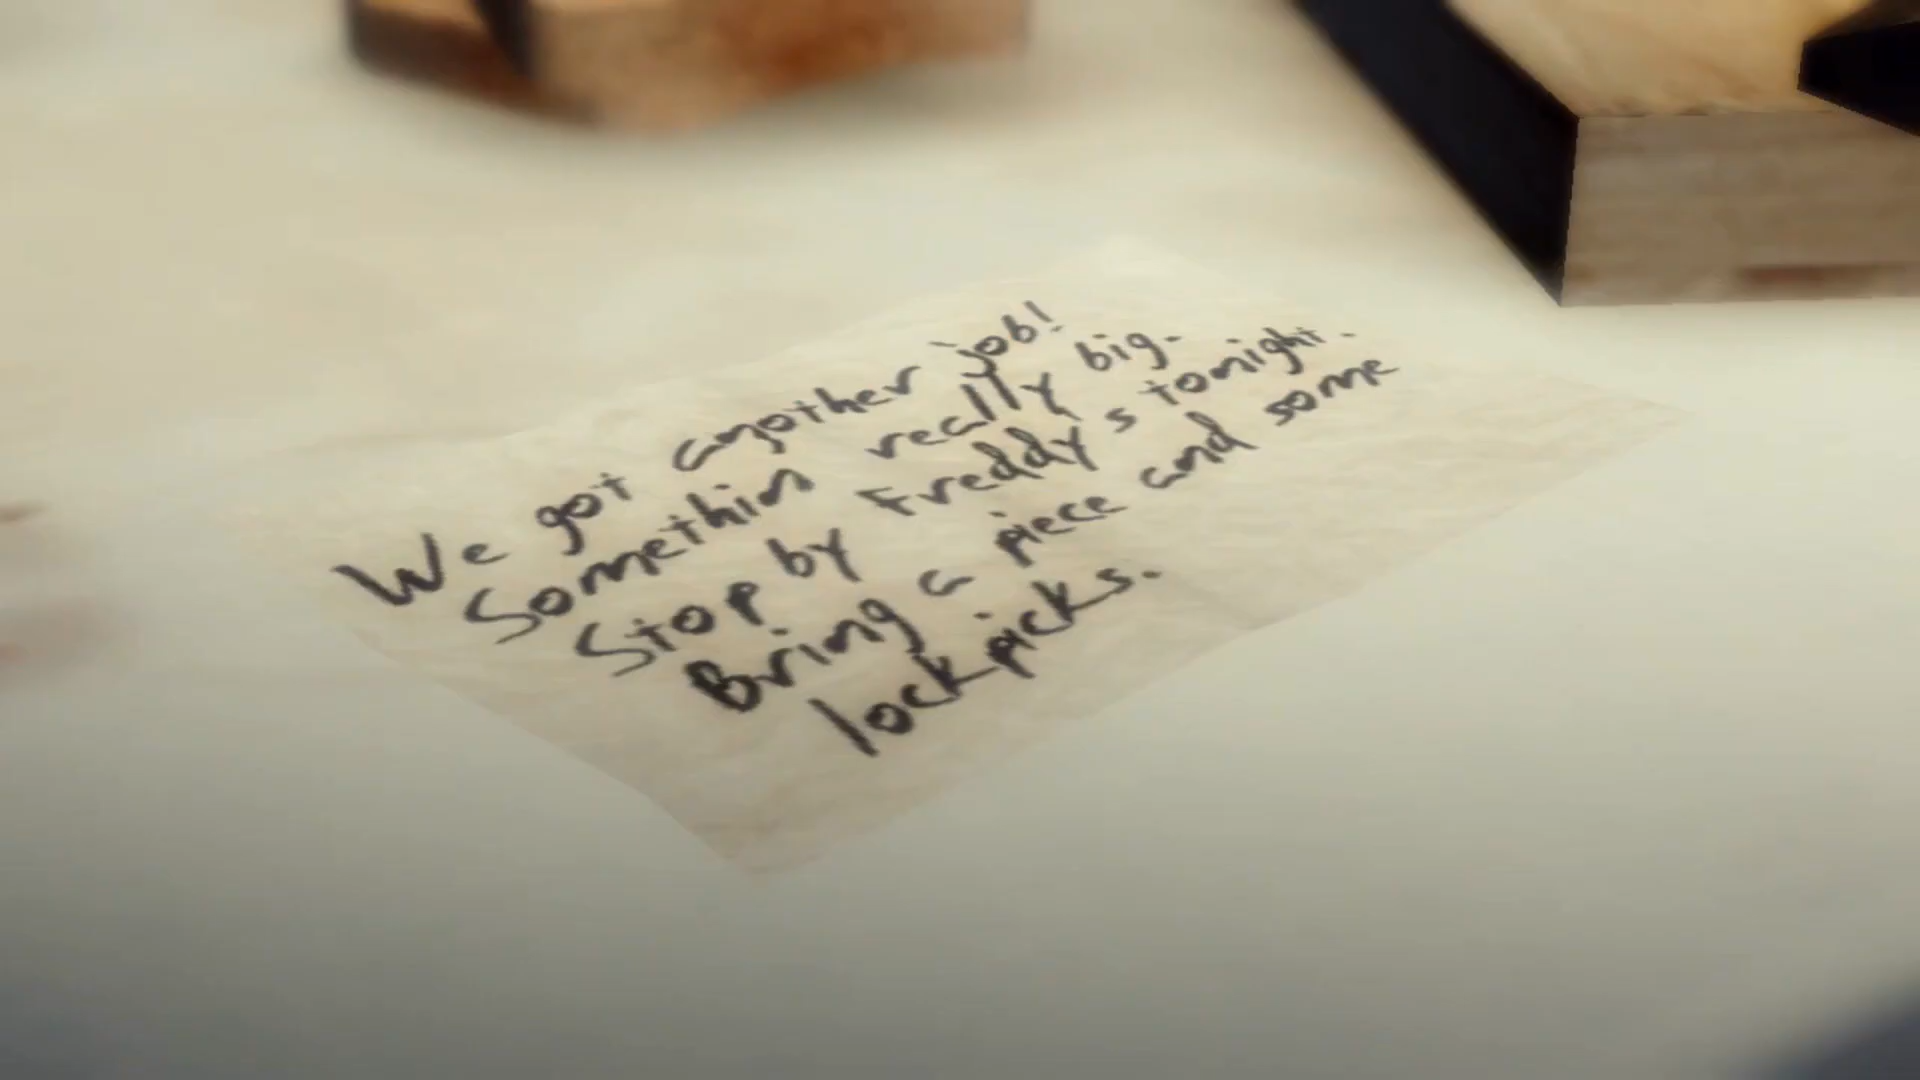 We got another job!
Somethin really big.
Stop by Freddy s tonight.
Bring a piece and some
lockpicks.